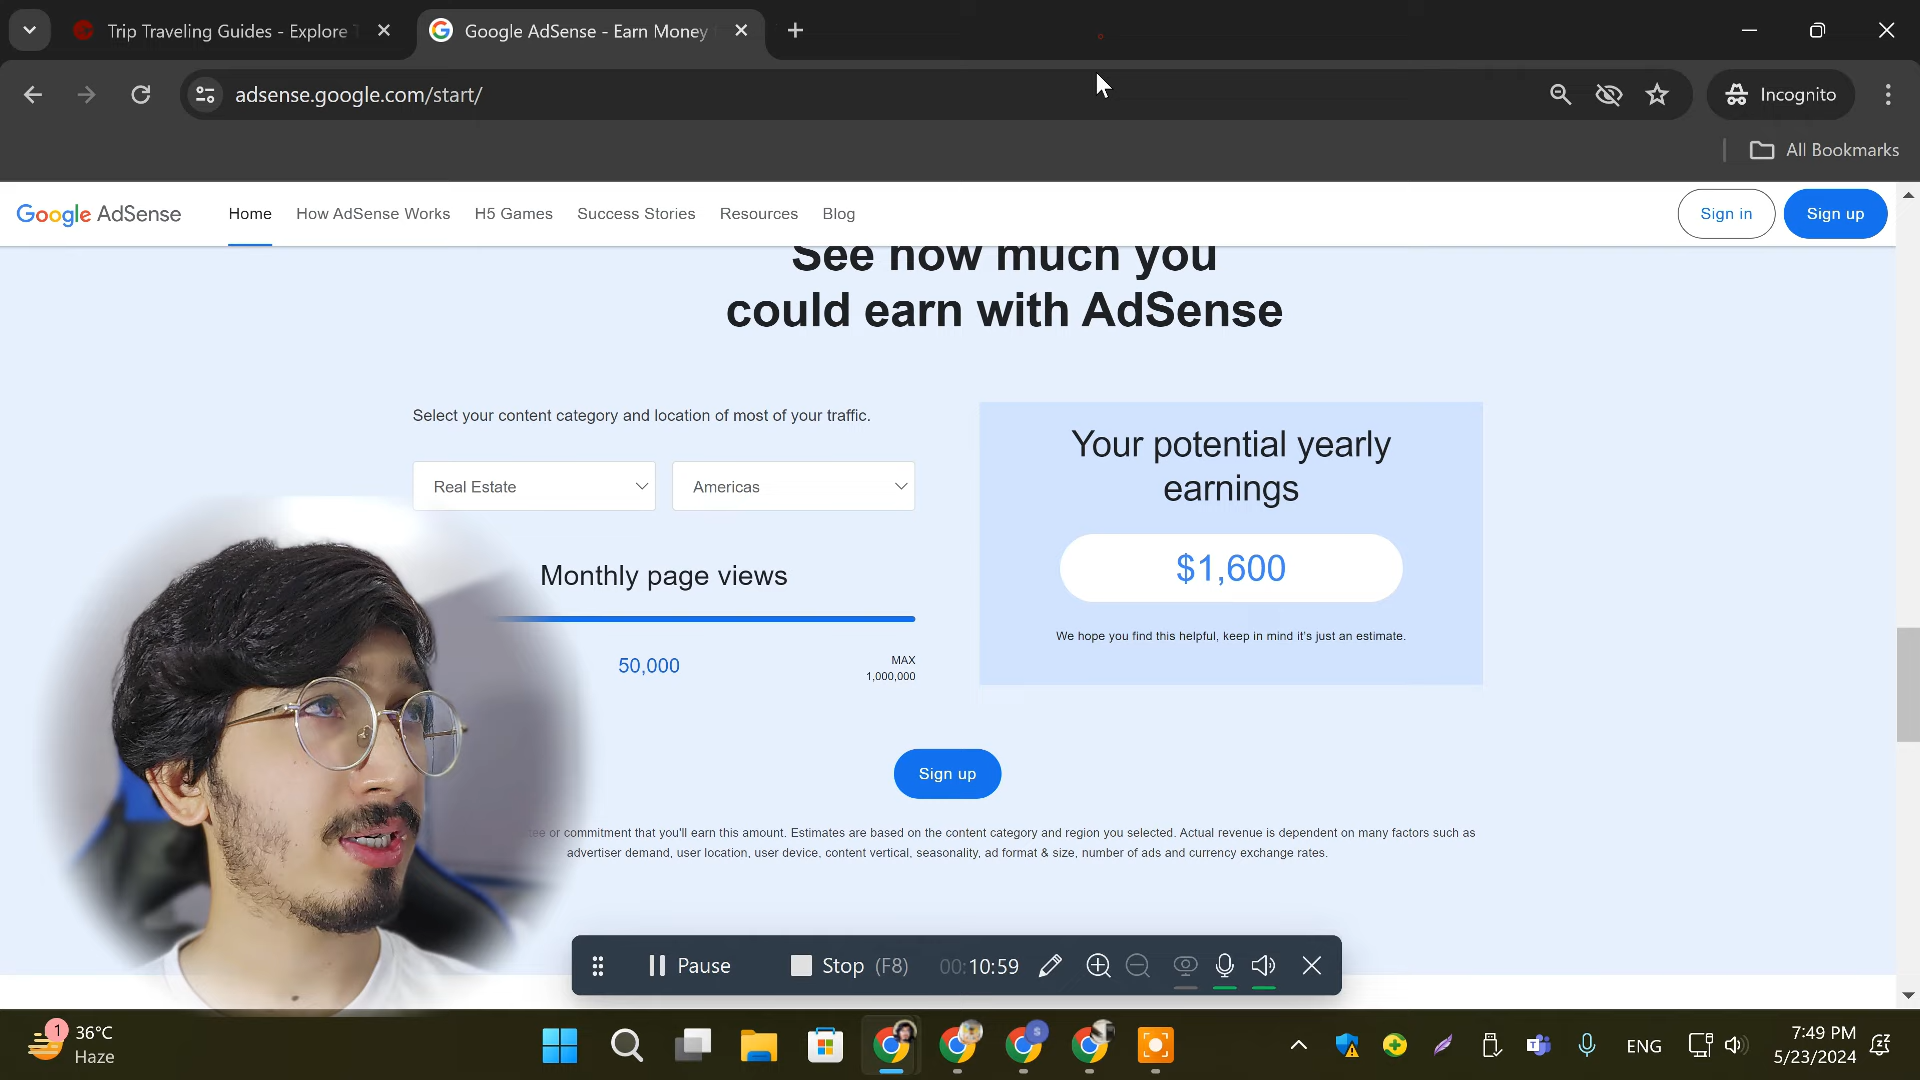 Trip Traveling Guides - Explore
Google AdSense - Earn Money
adsense.google.com/start/
Incognito
All Bookmarks
Google AdSense
Home
How AdSense Works
H5 Games
Success Stories
Resources
Blog
Sign in
Sign up
See how much you
could earn with AdSense
Select your content category and location of most of your traffic.
Real Estate
Americas
Monthly page views
50,000
MAX
1,000,000
Your potential yearly
earnings
$1,600
We hope you find this helpful, keep in mind it's just an estimate.
Sign up
or commitment that you'll earn this amount. Estimates are based on the content category and region you selected. Actual revenue is dependent on many factors such as
advertiser demand, user location, user device, content vertical, seasonality, ad format & size, number of ads and currency exchange rates.
Pause
Stop (F8)
00:10:59
1
36°C
Haze
S
ENG
7:49 PM
5/23/2024